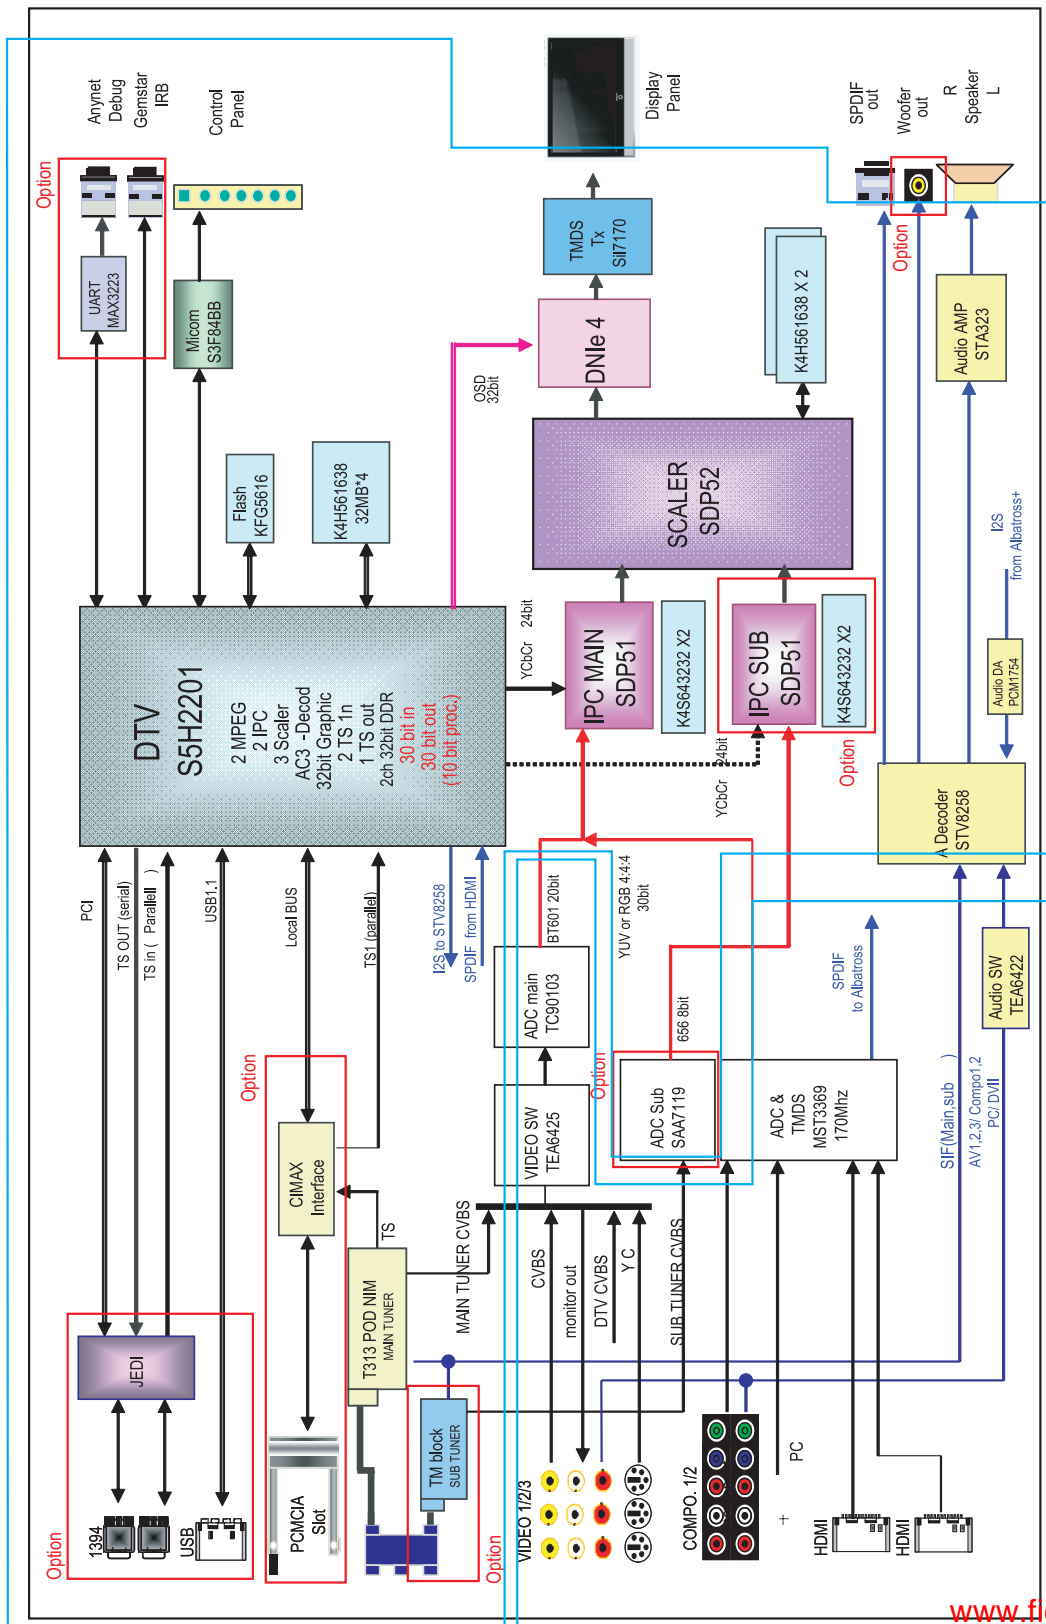 Anynet
Debug
Gemstar
IRB
Control
Panel
Option
UART
MAX3223
Micom
S3F84BB
Flash
KFG5616
K4H561638
32MB*4
OSD
32bit
Display
Panel
TMDS
Tx
SiI7170
DNIe 4
K4H561638 X 2
SCALER
SDP52
SPDIF
out
Woofer
out
R
Speaker
L
Option
Audio AMP
STA323
I2S
from Albatross+
Audio DA
PCM1754
A Decoder
STV8258
DTV
S5H2201
2 MPEG
2 IPC
3 Scaler
AC3 -Decod
32bit Graphic
2 TS 1n
1 TS out
2ch 32bit DDR
30 bit in
30 bit out
(10 bit proc.)
YCbCr 24bit
IPC MAIN
SDP51
K4S643232 X2
IPC SUB
SDP51
K4S643232 X2
Option
YCbCr 24bit
PCI
TS OUT (serial)
TS in ( Parallell )
USB1.1
Local BUS
TS1 (parallel)
I2S to STV8258
SPDIF from HDMI
BT601 20bit
YUV or RGB 4:4:4
30bit
656 8bit
SPDIF
to Albatross
Audio SW
TEA6422
ADC main
TC90103
VIDEO SW
TEA6425
Option
ADC Sub
SAA7119
ADC &
TMDS
MST3369
170Mhz
SIF(Main,sub )
AV1,2,3/ Compo1,2
PC/ DVII
Option
CIMAX
Interface
TS
T313 POD NIM
MAIN TUNER
MAIN TUNER CVBS
CVBS
monitor out
DTV CVBS
Y C
SUB TUNER CVBS
JEDI
Option
1394
USB
PCMCIA
Slot
TM block
SUB TUNER
Option
VIDEO 1/2/3
COMPO. 1/2
+
PC
HDMI
HDMI